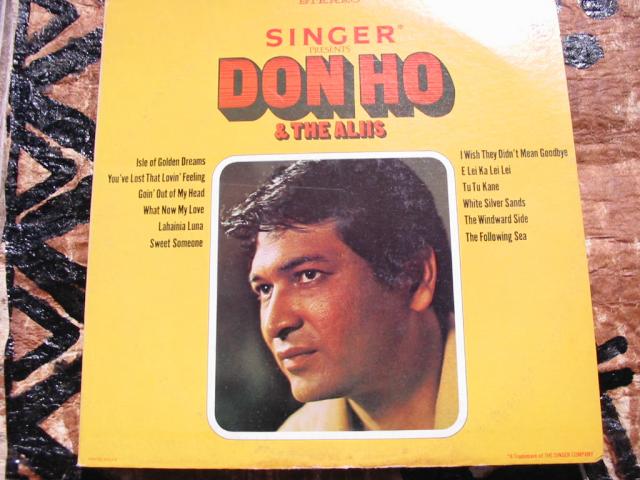 STEREO
SINGER*
PRESENTS
DON HO
& THE ALIIS
Isle of Golden Dreams
You've Lost That Lovin' Feeling
Goin' Out of My Head
What Now My Love
Lahainia Luna
Sweet Someone
I Wish They Didn't Mean Goodbye
E Lei Ka Lei Lei
Tu Tu Kane
White Silver Sands
The Windward Side
The Following Sea
*A Trademark of THE SINGER COMPANY